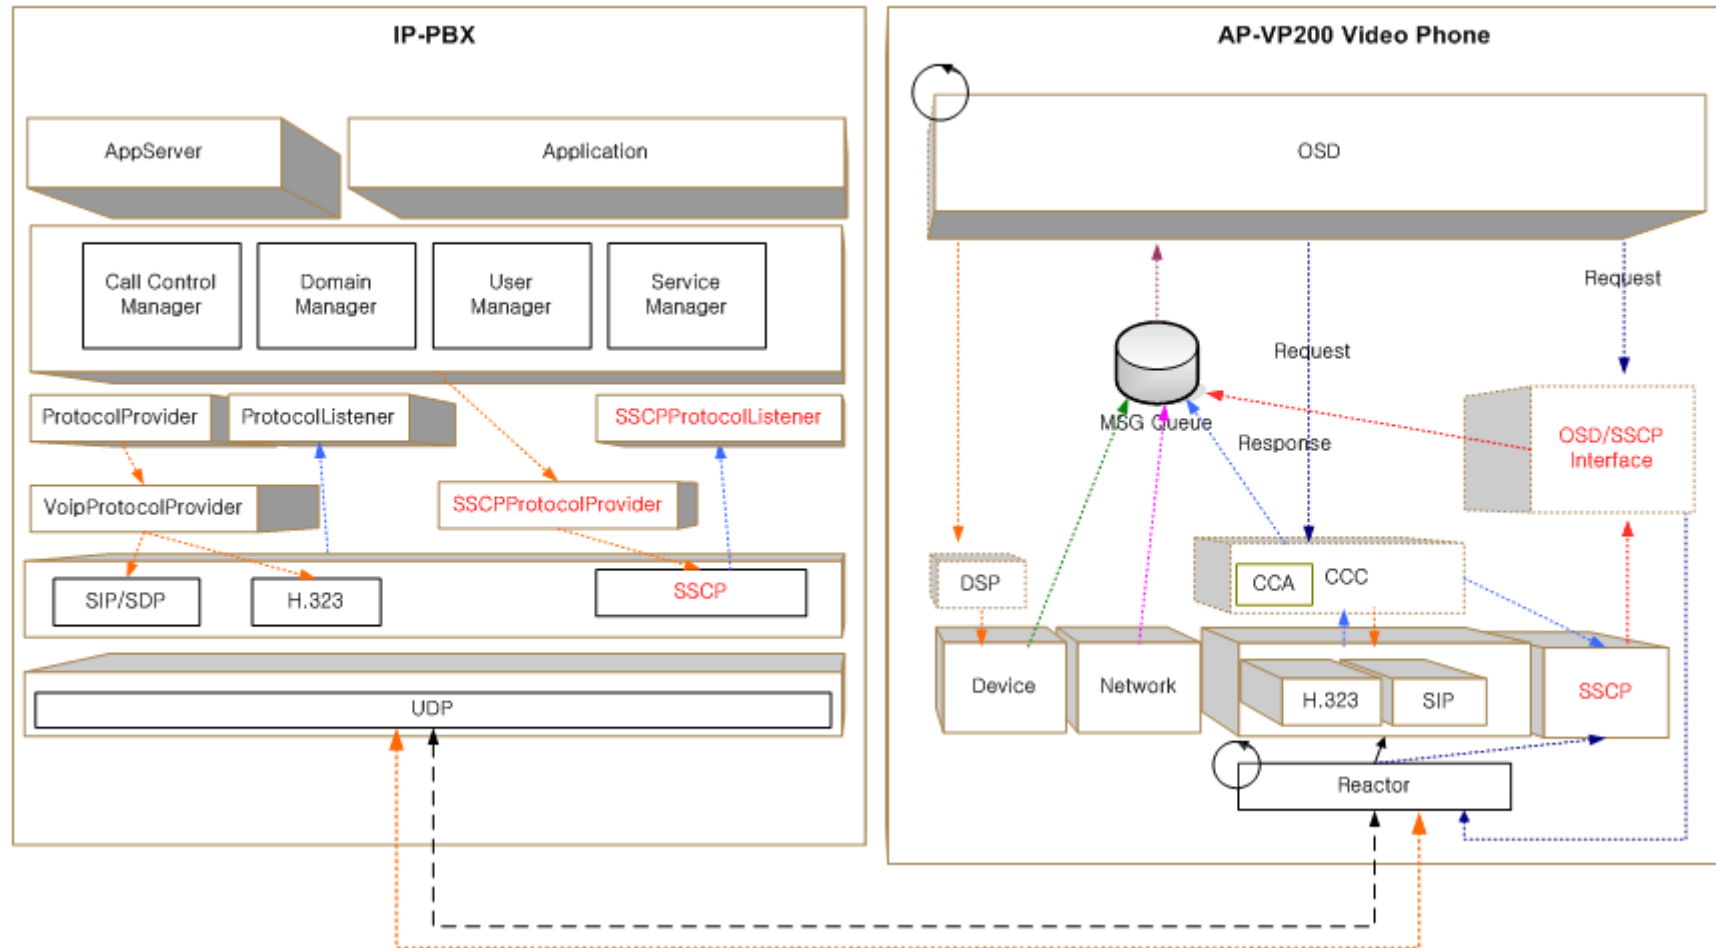 IP-PBX
AppServer
Application
Call Control
Manager
Domain
Manager
User
Manager
Service
Manager
ProtocolProvider
ProtocolListener
SSCPProtocolListener
VoipProtocolProvider
SSCPProtocolProvider
SIP/SDP
H.323
SSCP
UDP
AP-VP200 Video Phone
OSD
Request
Request
MSG Queue
Response
OSD/SSCP
Interface
DSP
CCA
CCC
Device
Network
H.323
SIP
SSCP
Reactor